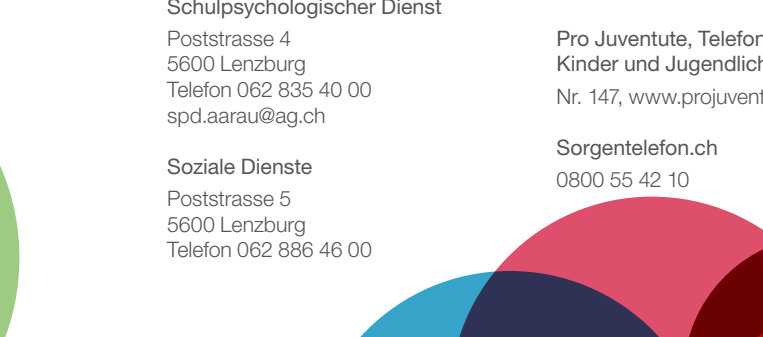 Schulpsychologischer Dienst
Poststrasse 4
5600 Lenzburg
Telefon 062 835 40 00
spd.aarau@ag.ch
Soziale Dienste
Poststrasse 5
5600 Lenzburg
Telefon 062 886 46 00
Pro Juventute, Telefon
Kinder und Jugendlich
Nr. 147, www.projuvent
Sorgentelefon.ch
0800 55 42 10